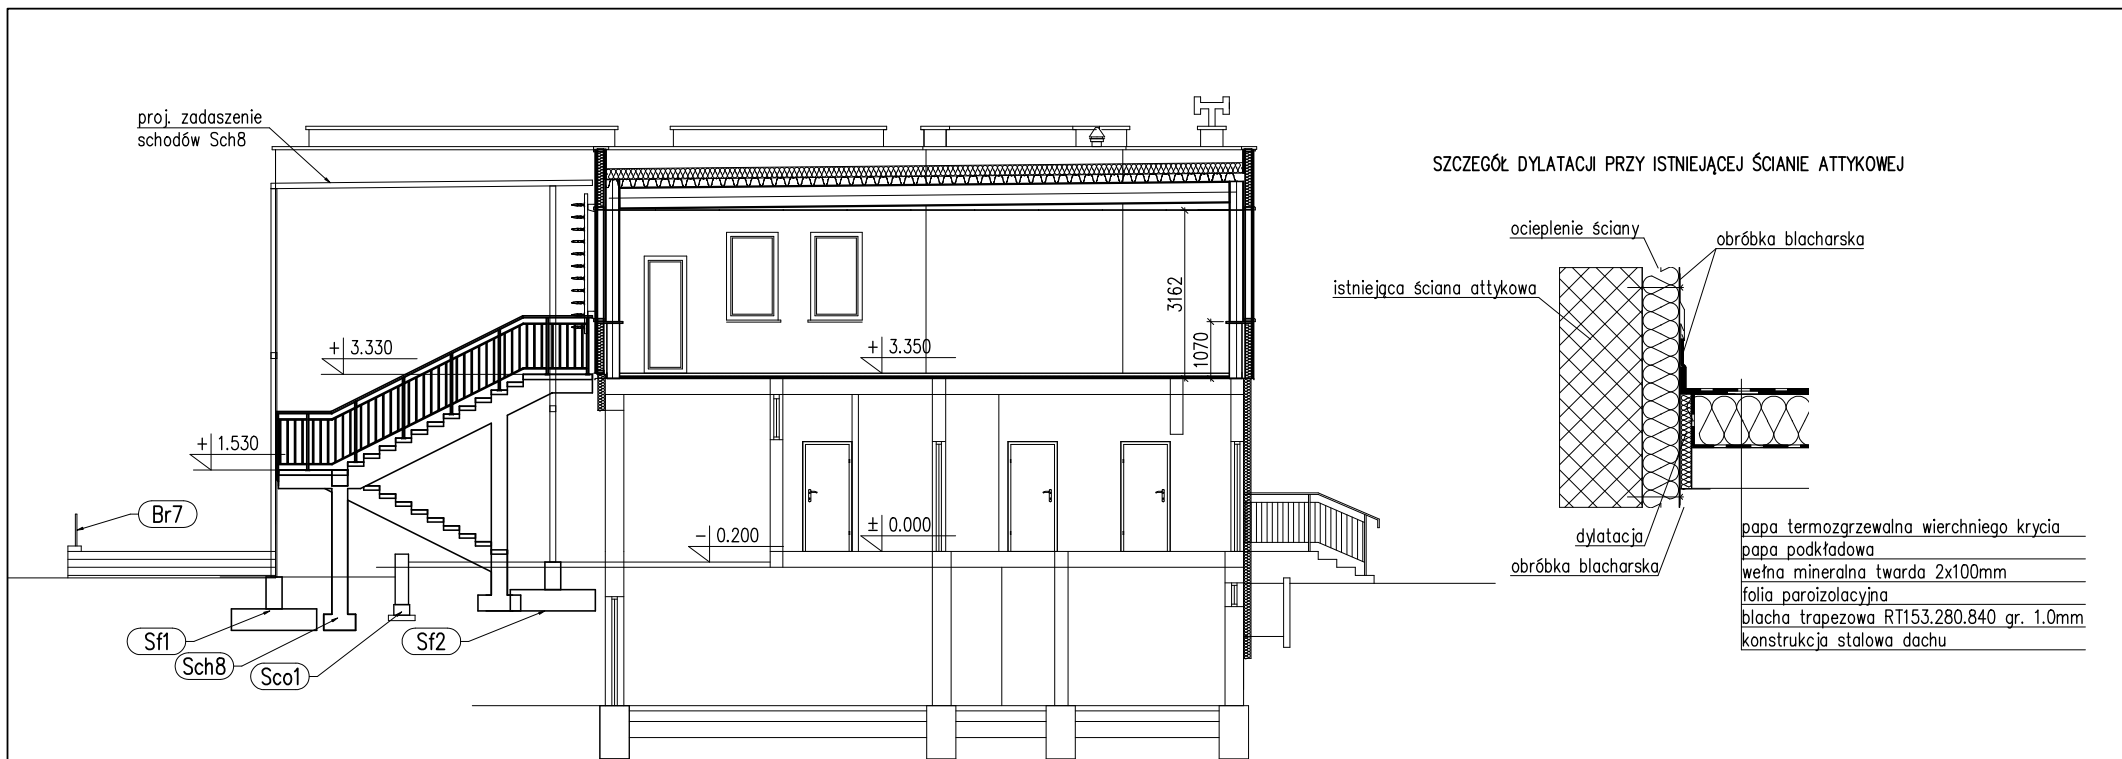 proj. zadaszenie
schodów Sch8
SZCZEGÓŁ DYLATACJI PRZY ISTNIEJĄCEJ ŚCIANIE ATTYKOWEJ
ocieplenie ściany
obróbka blacharska
istniejąca ściana attykowa
3162
1070
+ 3.330
+ 3.350
+ 1.530
Br7
- 0.200
± 0.000
dylatacja
obróbka blacharska
papa termozgrzewalna wierchniego krycia
papa podkładowa
wełna mineralna twarda 2x100mm
folia paroizolacyjna
blacha trapezowa RT153.280.840 gr. 1.0mm
konstrukcja stalowa dachu
Sf1
Sch8
Sco1
Sf2